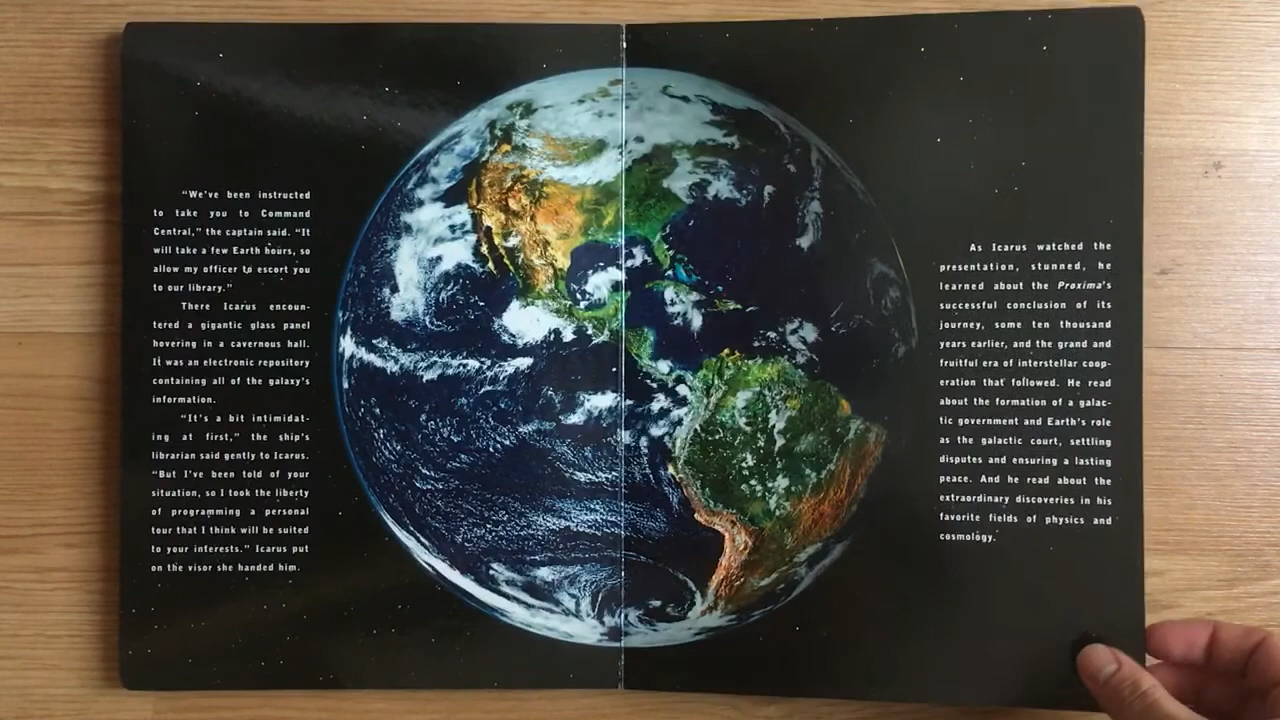 "We've been instructed
to take you to Command
Central," the captain said. "It
will take a few Earth hours, so
allow my officer to escort you
to our library."
There Icarus encoun-
tered a gigantic glass panel
hovering in a cavernous hall.
It was an electronic repository
containing all of the galaxy's
information.
"It's a bit intimidat-
ing at first," the ship's
librarian said gently to Icarus.
"But I've been told of your
situation, so I took the liberty
of programming a personal
tour that I think will be suited
to your interests." Icarus put
on the visor she handed him.
As Icarus watched the
presentation, stunned, he
learned about the Proxima's
successful conclusion of its
journey, some ten thousand
years earlier, and the grand and
fruitful era of interstellar coop-
eration that followed. He read
about the formation of a galac-
tic government and Earth's role
as the galactic court, settling
disputes and ensuring a lasting
peace. And he read about the
extraordinary discoveries in his
favorite fields of physics and
cosmology.